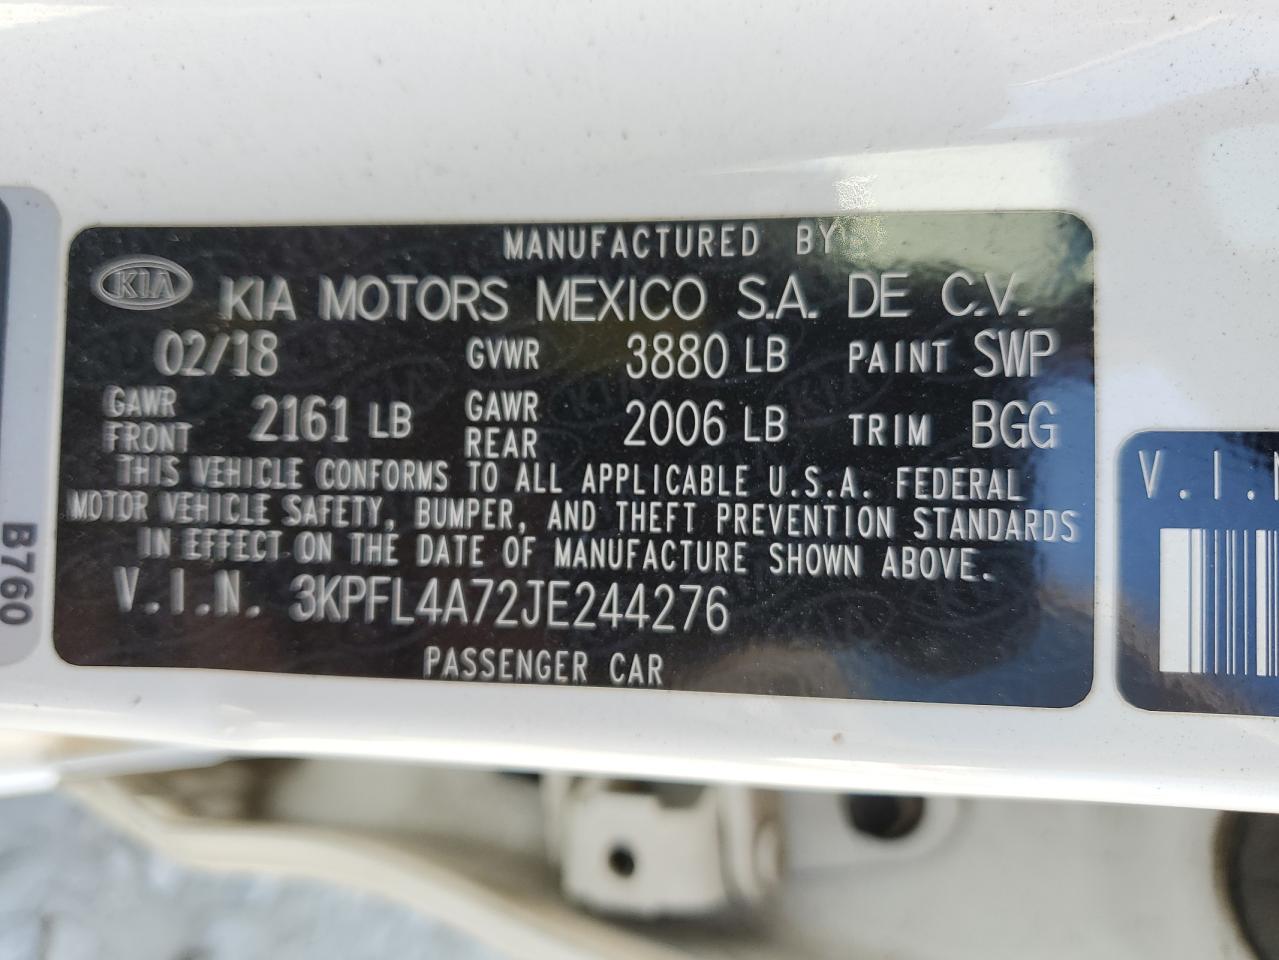 MANUFACTURED BY
KIA KIA MOTORS MEXICO S.A. DE C.V.
02/18 GVWR 3880 LB PAINT SWP
GAWR FRONT 2161 LB GAWR REAR 2006 LB TRIM BGG
THIS VEHICLE CONFORMS TO ALL APPLICABLE U.S.A. FEDERAL
MOTOR VEHICLE SAFETY, BUMPER, AND THEFT PREVENTION STANDARDS
IN EFFECT ON THE DATE OF MANUFACTURE SHOWN ABOVE.
V.I.N. 3KPFL4A72JE244276
PASSENGER CAR
B760
V.I.N